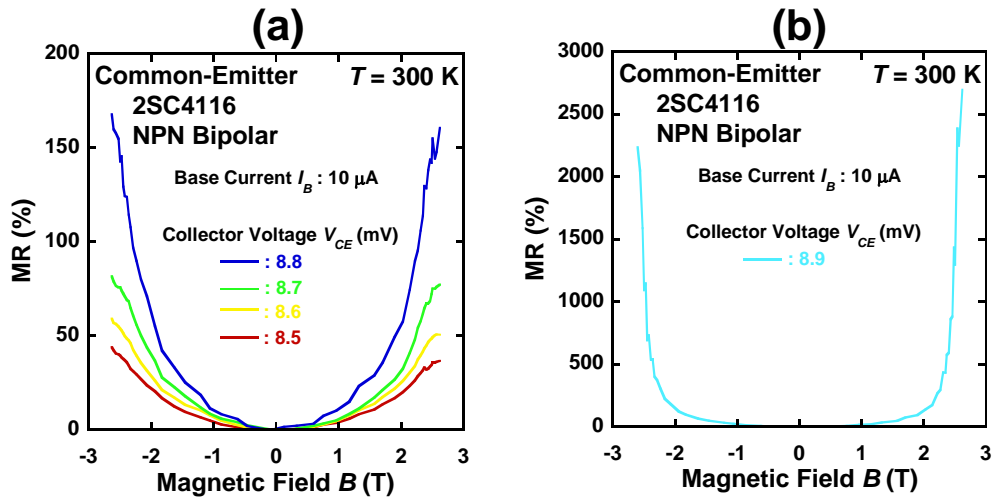 (a)
200
150
100
50
0
-3 -2 -1 0 1 2 3
MR (%)
Magnetic Field B (T)
Common-Emitter T = 300 K
2SC4116
NPN Bipolar
Base Current I_B : 10 μA
Collector Voltage V_CE (mV)
: 8.8
: 8.7
: 8.6
: 8.5
(b)
3000
2500
2000
1500
1000
500
0
-3 -2 -1 0 1 2 3
MR (%)
Magnetic Field B (T)
Common-Emitter T = 300 K
2SC4116
NPN Bipolar
Base Current I_B : 10 μA
Collector Voltage V_CE (mV)
: 8.9